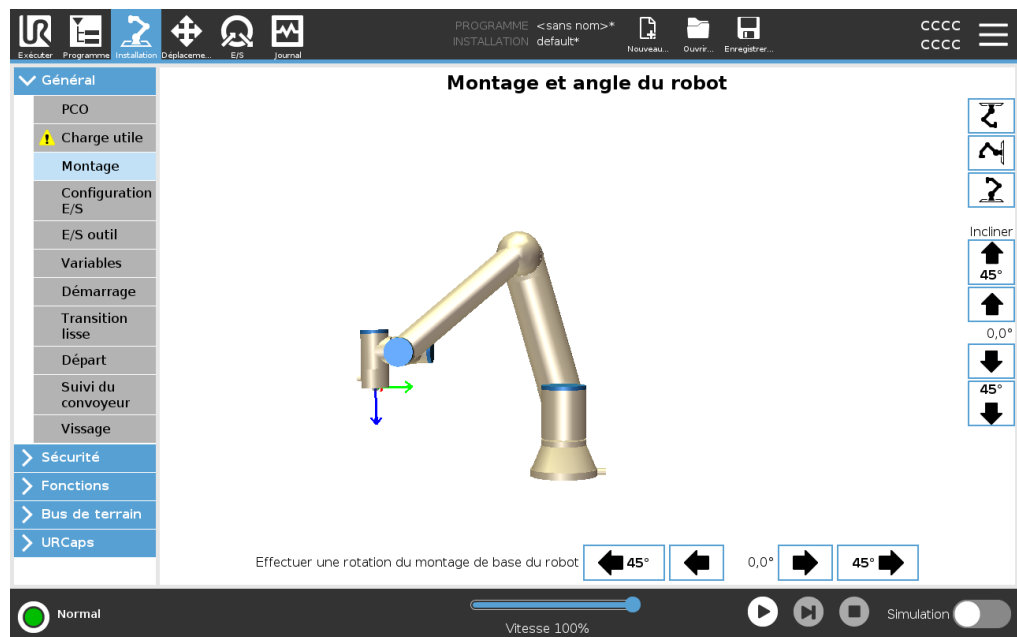 UR
Exécuter
Programme
Installation
Déplaceme...
E/S
Journal
PROGRAMME <sans nom>*
INSTALLATION default*
Nouveau...
Ouvrir...
Enregistrer...
CCCC
CCCC
Général
PCO
Charge utile
Montage
Configuration
E/S
E/S outil
Variables
Démarrage
Transition
lisse
Départ
Suivi du
convoyeur
Vissage
Sécurité
Fonctions
Bus de terrain
URCaps
Montage et angle du robot
Incliner
45°
0,0°
45°
Effectuer une rotation du montage de base du robot
45°
0,0°
45°
Normal
Vitesse 100%
Simulation